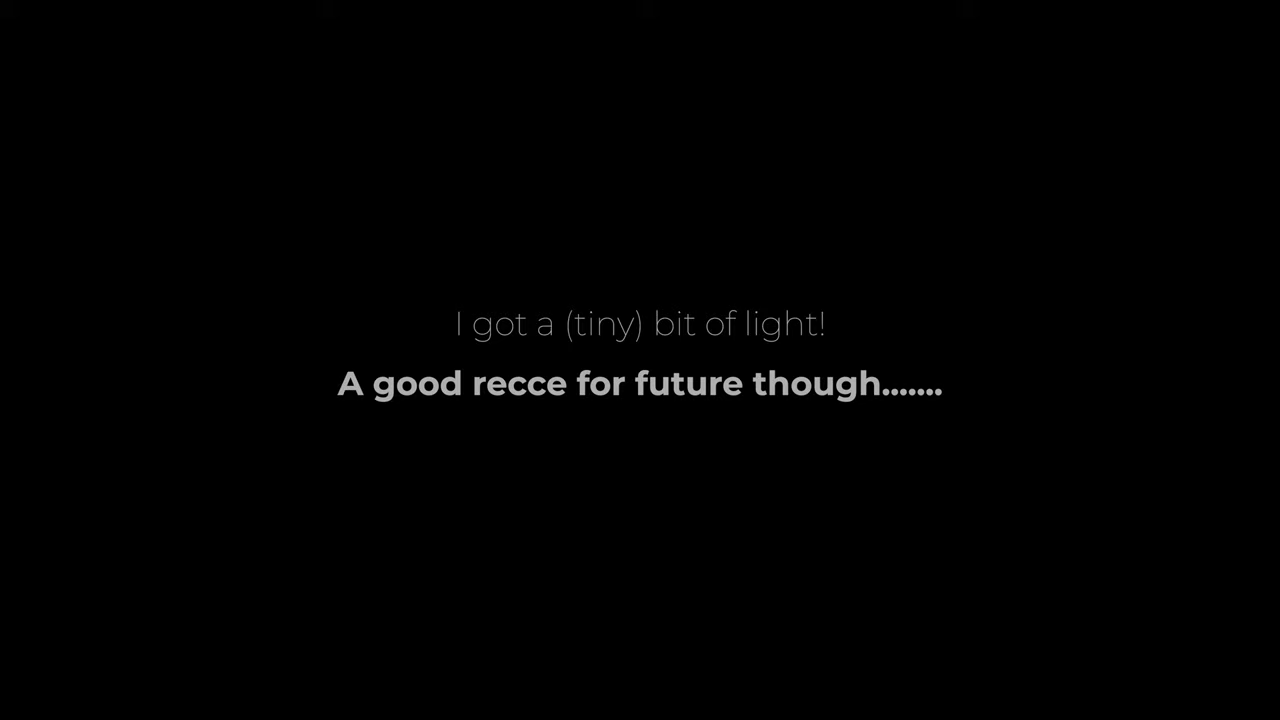 I got a (tiny) bit of light!
A good recce for future though.......